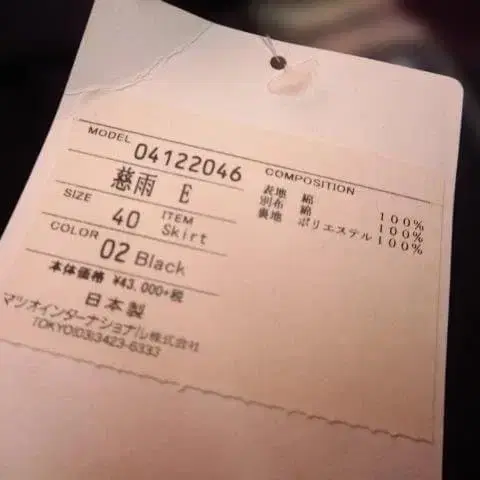 MODEL 04122046
慈雨 E
SIZE 40 ITEM Skirt
COLOR 02 Black
本体価格 ¥43,000+税
日本製
マツオインターナショナル株式会社
TOKYO(03)3423-6333
COMPOSITION
表地 綿 100%
別布 綿 100%
裏地 ポリエステル 100%